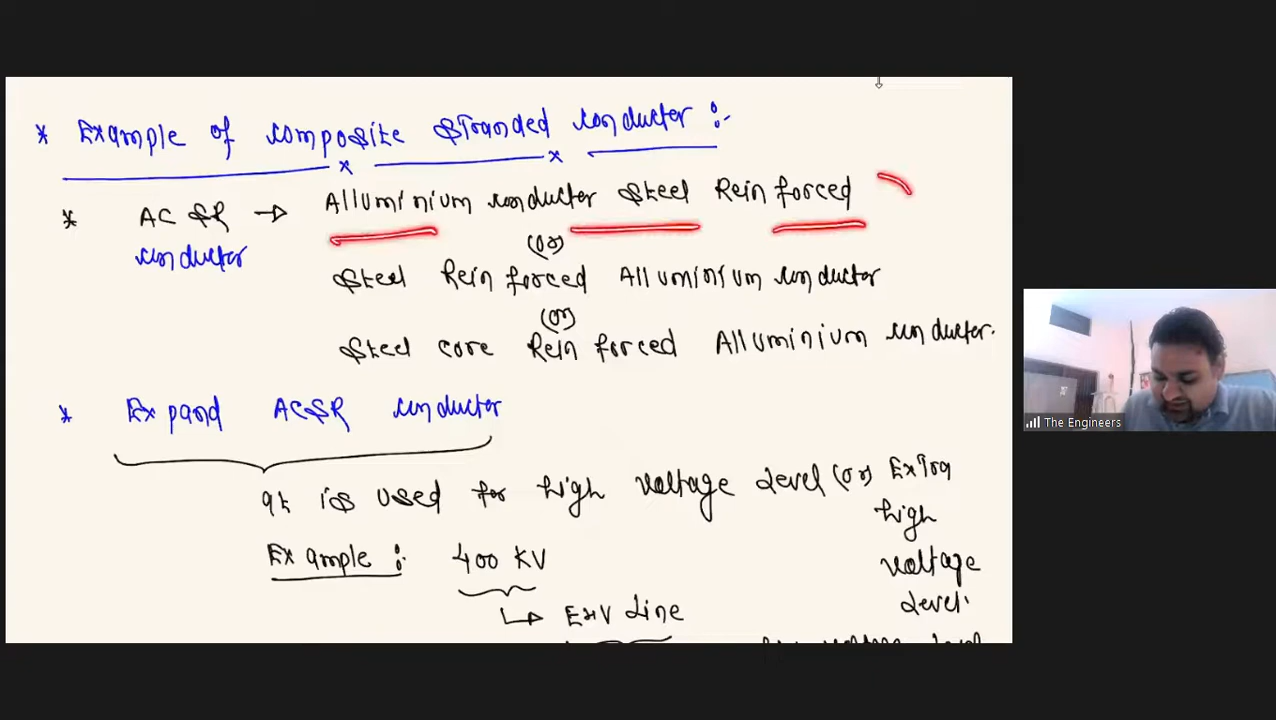 * Example of composite stranded conductor :-
* ACSR → Alluminium conductor Steel Rein forced
conductor
(or)
Steel Rein forced Alluminium conductor
(or)
Steel core Rein forced Alluminium conductor.
* Expand ACSR conductor
It is used for high voltage level (or) Extra
high
voltage
level.
Example :- 400 KV
↳ EHV Line
The Engineers